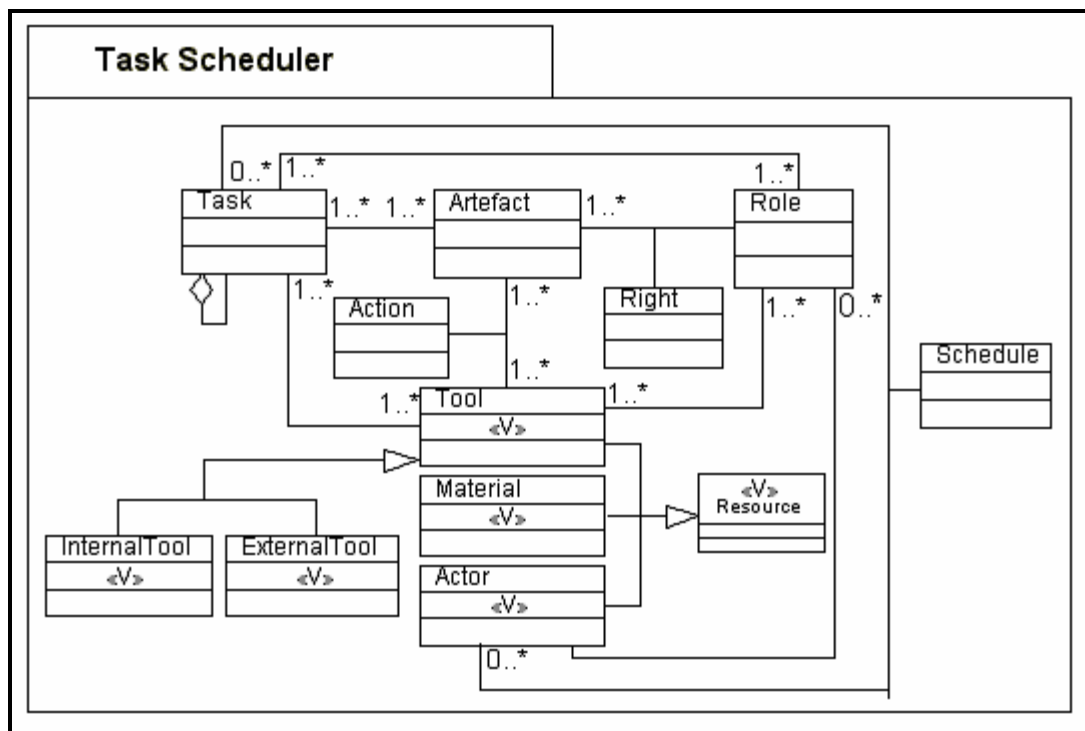 Task Scheduler
0..*
1..*
1..*
Task
1..*
1..*
Artefact
1..*
Role
1..*
1..*
1..*
0..*
Action
Right
Schedule
1..*
1..*
1..*
Tool
«V»
Material
«V»
«V»
Resource
InternalTool
«V»
ExternalTool
«V»
Actor
«V»
0..*